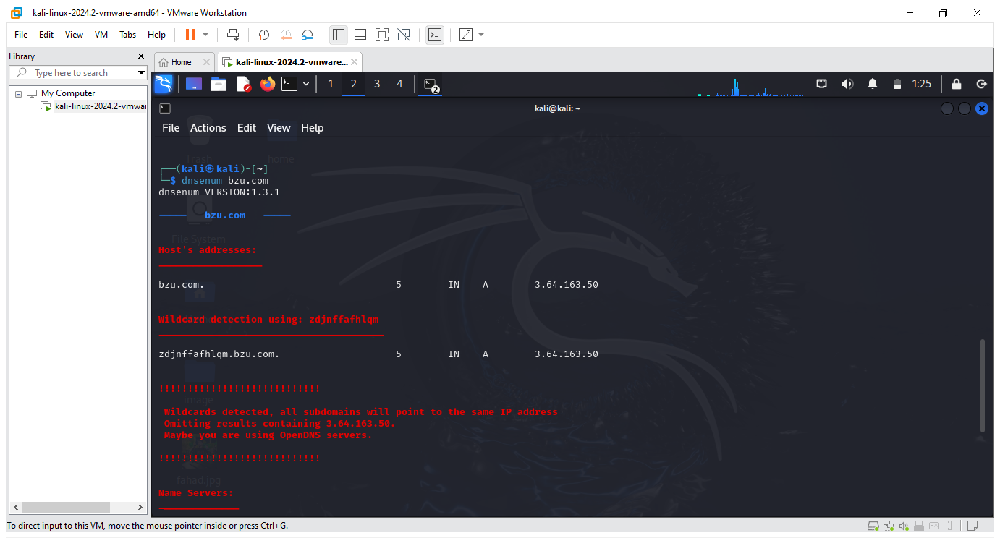 kali-linux-2024.2-vmware-amd64 - VMware Workstation
File Edit View VM Tabs Help
Library
Home
kali-linux-2024.2-vmware...
Type here to search
1 2 3 4
2
1:25
My Computer
kali-linux-2024.2-vmwar
kali@kali: ~
File Actions Edit View Help
Trash
home
┌──(kali㉿kali)-[~]
└─$ dnsenum bzu.com
dnsenum VERSION:1.3.1
----- bzu.com -----
File System
Host's addresses:
__________________
bzu.com. 5 IN A 3.64.163.50
Wildcard detection using: zdjnffafhlqm
_______________________________________
zdjnffafhlqm.bzu.com. 5 IN A 3.64.163.50
!!!!!!!!!!!!!!!!!!!!!!!!!!!!
image
Wildcards detected, all subdomains will point to the same IP address
Omitting results containing 3.64.163.50.
Maybe you are using OpenDNS servers.
!!!!!!!!!!!!!!!!!!!!!!!!!!!!
fahad.jpg
Name Servers:
______________
To direct input to this VM, move the mouse pointer inside or press Ctrl+G.